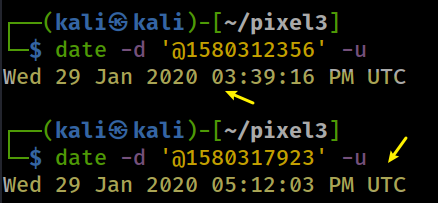 ┌──(kali㉿kali)-[~/pixel3]
└─$ date -d '@1580312356' -u
Wed 29 Jan 2020 03:39:16 PM UTC
┌──(kali㉿kali)-[~/pixel3]
└─$ date -d '@1580317923' -u
Wed 29 Jan 2020 05:12:03 PM UTC